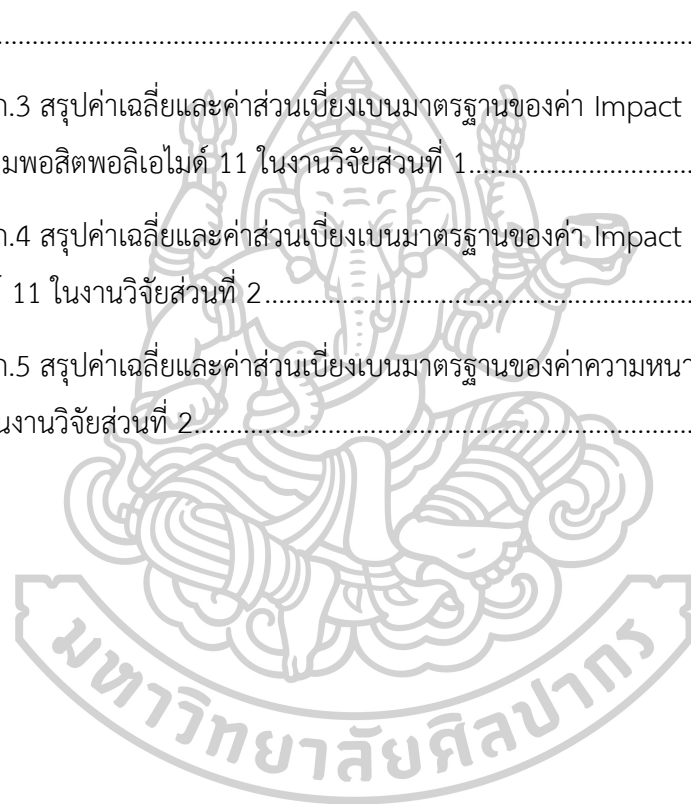 ....................................................................................................
ก.3 สรุปค่าเฉลี่ยและค่าส่วนเบี่ยงเบนมาตรฐานของค่า Impact
มพอสิตพอลิเอไมด์ 11 ในงานวิจัยส่วนที่ 1................................
ก.4 สรุปค่าเฉลี่ยและค่าส่วนเบี่ยงเบนมาตรฐานของค่า Impact
11 ในงานวิจัยส่วนที่ 2.............................................................
ก.5 สรุปค่าเฉลี่ยและค่าส่วนเบี่ยงเบนมาตรฐานของค่าความหนา
นงานวิจัยส่วนที่ 2.......................................................................
มหาวิทยาลัยศิลปากร